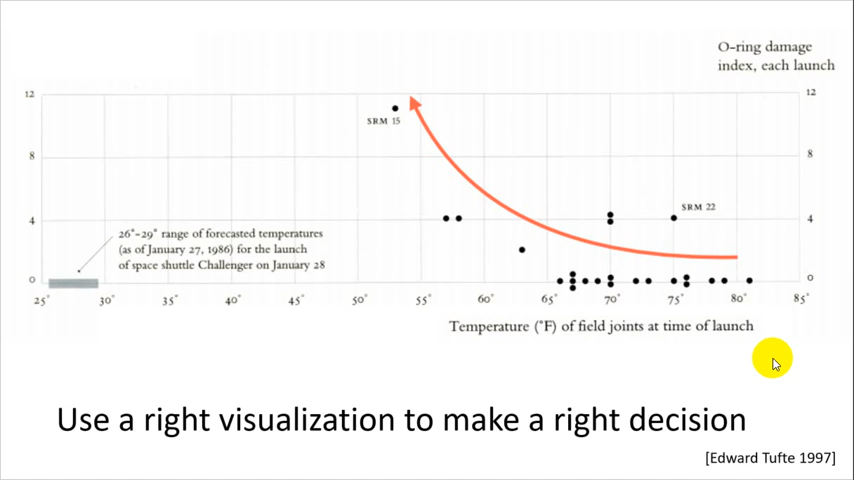 O-ring damage
index, each launch
12
12
SRM 15
8
8
SRM 22
4
4
26°-29° range of forecasted temperatures
(as of January 27, 1986) for the launch
of space shuttle Challenger on January 28
0
0
25° 30° 35° 40° 45° 50° 55° 60° 65° 70° 75° 80° 85°
Temperature (°F) of field joints at time of launch
Use a right visualization to make a right decision
[Edward Tufte 1997]